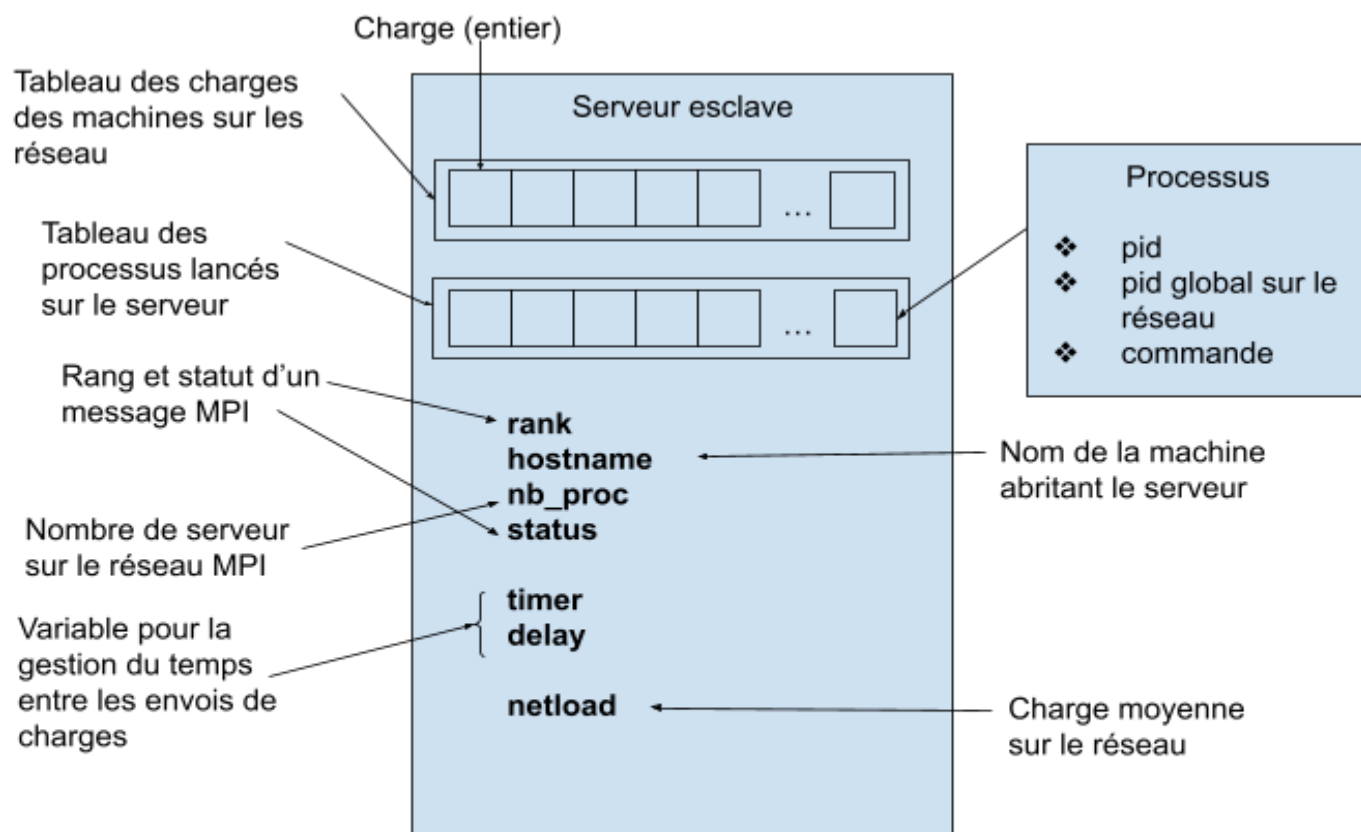 Charge (entier)
Tableau des charges
des machines sur les
réseau
Serveur esclave
...
Tableau des
processus lancés
sur le serveur
...
Processus
❖ pid
❖ pid global sur le
réseau
❖ commande
Rang et statut d'un
message MPI
rank
hostname
nb_proc
status
Nom de la machine
abritant le serveur
Nombre de serveur
sur le réseau MPI
timer
delay
Variable pour la
gestion du temps
entre les envois de
charges
netload
Charge moyenne
sur le réseau